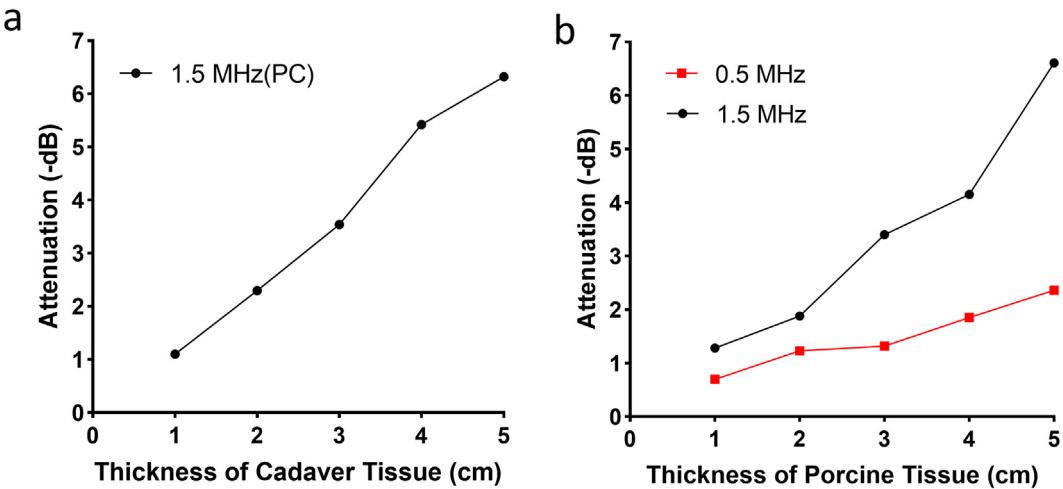 a
7
6
5
4
3
2
1
0
Attenuation (-dB)
1.5 MHz(PC)
0 1 2 3 4 5
Thickness of Cadaver Tissue (cm)
b
7
6
5
4
3
2
1
0
Attenuation (-dB)
0.5 MHz
1.5 MHz
0 1 2 3 4 5
Thickness of Porcine Tissue (cm)